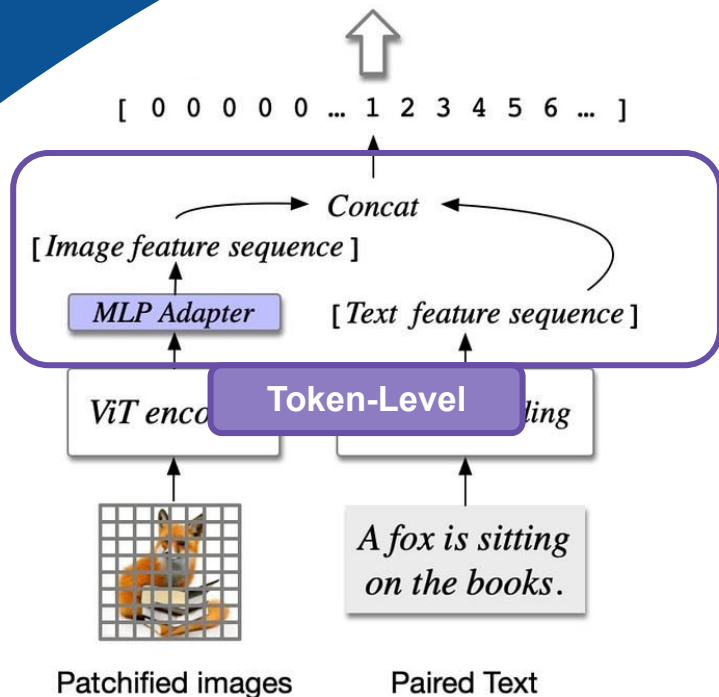 [ 0 0 0 0 0 … 1 2 3 4 5 6 … ]
Concat
[Image feature sequence]
MLP Adapter
[Text feature sequence]
ViT enco
Token-Level
ding
A fox is sitting
on the books.
Patchified images
Paired Text